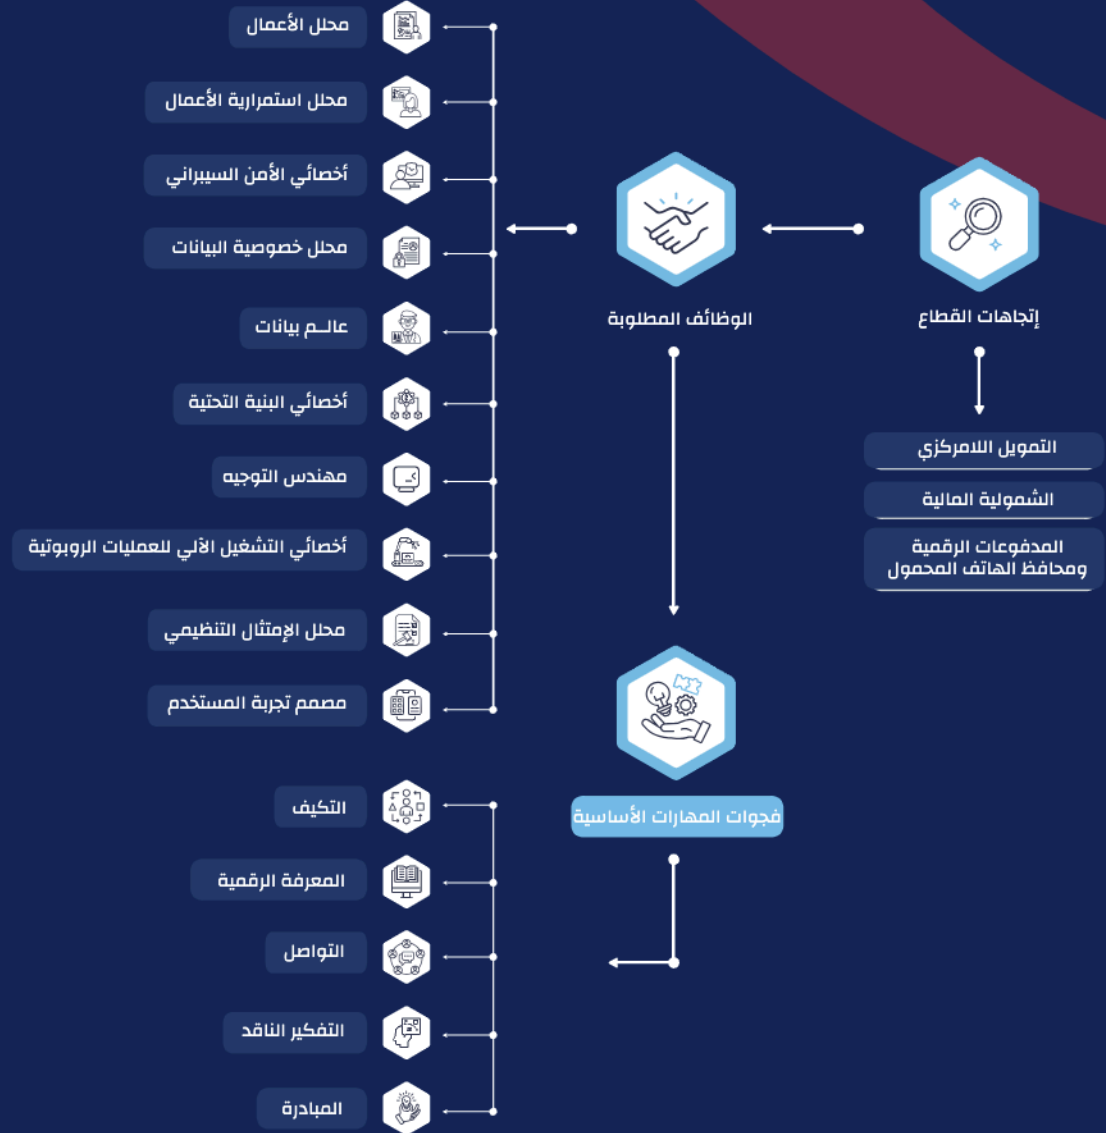 إتجاهات القطاع
التمويل اللامركزي
الشمولية المالية
المدفوعات الرقمية
ومحافظ الهاتف المحمول
الوظائف المطلوبة
محلل الأعمال
محلل استمرارية الأعمال
أخصائي الأمن السيبراني
محلل خصوصية البيانات
عالــم بيانات
أخصائي البنية التحتية
مهندس التوجيه
أخصائي التشغيل الآلي للعمليات الروبوتية
محلل الإمتثال التنظيمي
مصمم تجربة المستخدم
فجوات المهارات الأساسية
التكيف
المعرفة الرقمية
التواصل
التفكير الناقد
المبادرة